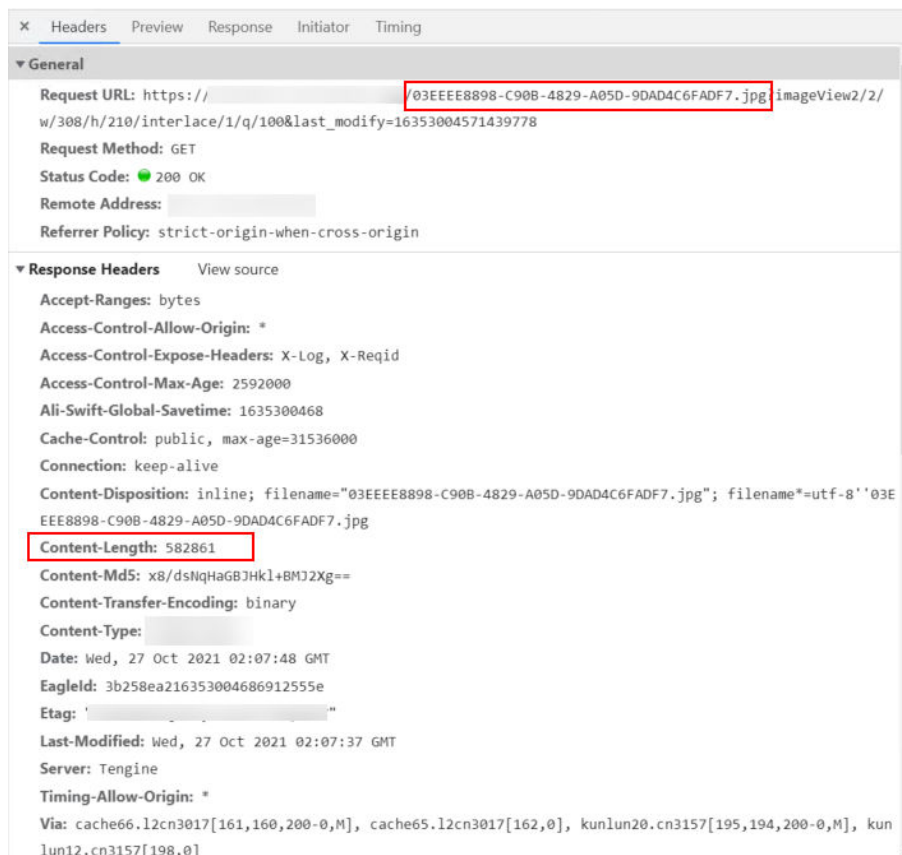 × Headers Preview Response Initiator Timing
▼ General
Request URL: https:// /03EEEE8898-C90B-4829-A05D-9DAD4C6FADF7.jpg imageView2/2/
w/308/h/210/interlace/1/q/100&last_modify=16353004571439778
Request Method: GET
Status Code: 200 OK
Remote Address:
Referrer Policy: strict-origin-when-cross-origin
▼ Response Headers View source
Accept-Ranges: bytes
Access-Control-Allow-Origin: *
Access-Control-Expose-Headers: X-Log, X-Reqid
Access-Control-Max-Age: 2592000
Ali-Swift-Global-Savetime: 1635300468
Cache-Control: public, max-age=31536000
Connection: keep-alive
Content-Disposition: inline; filename="03EEEE8898-C90B-4829-A05D-9DAD4C6FADF7.jpg"; filename*=utf-8''03E
EEE8898-C90B-4829-A05D-9DAD4C6FADF7.jpg
Content-Length: 582861
Content-Md5: x8/dsNqHaGBJHkl+BMJ2Xg==
Content-Transfer-Encoding: binary
Content-Type:
Date: Wed, 27 Oct 2021 02:07:48 GMT
EagleId: 3b258ea216353004686912555e
Etag: " "
Last-Modified: Wed, 27 Oct 2021 02:07:37 GMT
Server: Tengine
Timing-Allow-Origin: *
Via: cache66.l2cn3017[161,160,200-0,M], cache65.l2cn3017[162,0], kunlun20.cn3157[195,194,200-0,M], kun
lun12.cn3157[198,0]